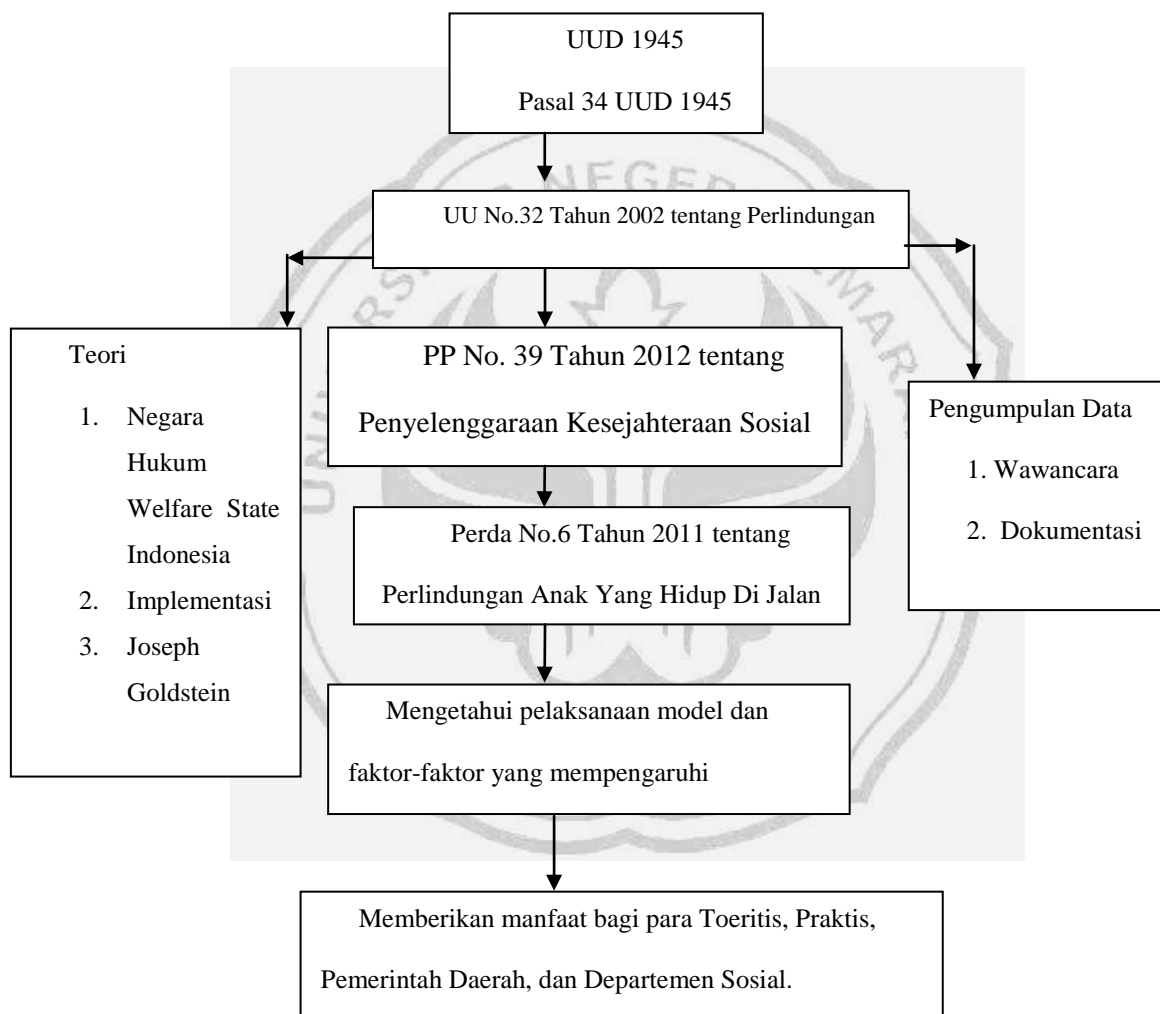 UUD 1945
Pasal 34 UUD 1945
UU No.32 Tahun 2002 tentang Perlindungan
Teori
1. Negara
Hukum
Welfare State
Indonesia
2. Implementasi
3. Joseph
Goldstein
PP No. 39 Tahun 2012 tentang
Penyelenggaraan Kesejahteraan Sosial
Pengumpulan Data
1. Wawancara
2. Dokumentasi
Perda No.6 Tahun 2011 tentang
Perlindungan Anak Yang Hidup Di Jalan
Mengetahui pelaksanaan model dan
faktor-faktor yang mempengaruhi
Memberikan manfaat bagi para Toeritis, Praktis,
Pemerintah Daerah, dan Departemen Sosial.